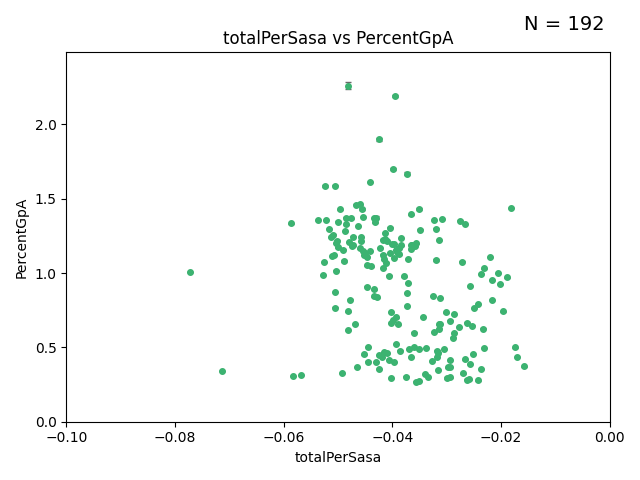 N = 192
totalPerSasa vs PercentGpA
PercentGpA
2.0
1.5
1.0
0.5
0.0
−0.10 −0.08 −0.06 −0.04 −0.02 0.00
totalPerSasa